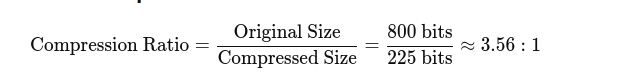 Compression Ratio = Original Size / Compressed Size = 800 bits / 225 bits ≈ 3.56 : 1